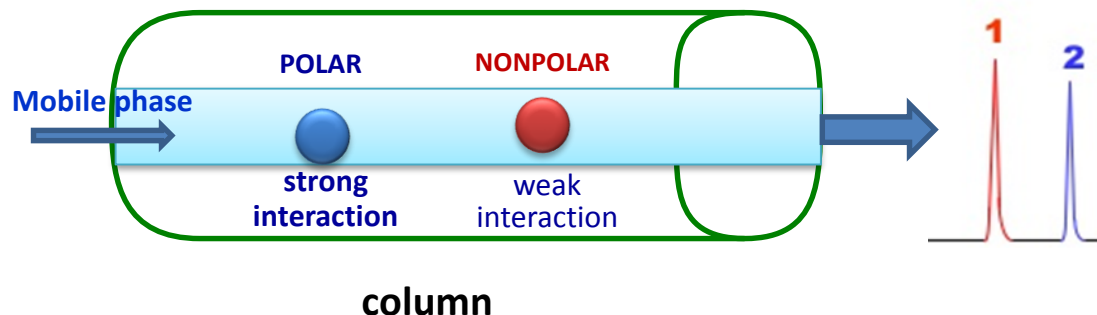 POLAR
NONPOLAR
Mobile phase
strong
interaction
weak
interaction
column
1
2